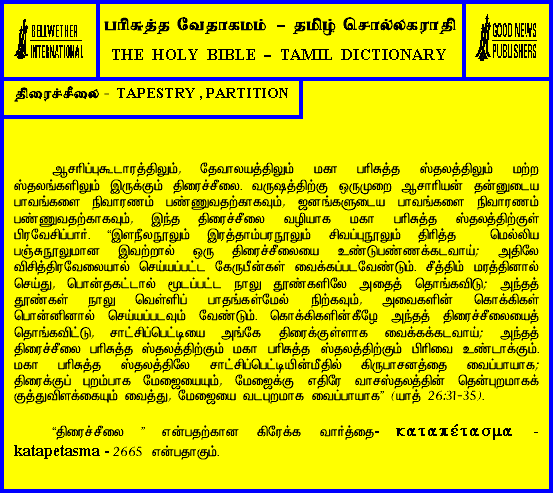 BELLWETHER
INTERNATIONAL
பரிசுத்த வேதாகமம் – தமிழ் சொல்லகராதி
THE HOLY BIBLE – TAMIL DICTIONARY
GOOD NEWS
PUBLISHERS
திரைச்சீலை - TAPESTRY , PARTITION
ஆசரிப்புகூடாரத்திலும், தேவாலயத்திலும் மகா பரிசுத்த ஸ்தலத்திலும் மற்ற
ஸ்தலங்களிலும் இருக்கும் திரைச்சீலை. வருஷத்திற்கு ஒருமுறை ஆசாரியன் தன்னுடைய
பாவங்களை நிவாரணம் பண்ணுவதற்காகவும், ஜனங்களுடைய பாவங்களை நிவாரணம்
பண்ணுவதற்காகவும், இந்த திரைச்சீலை வழியாக மகா பரிசுத்த ஸ்தலத்திற்குள்
பிரவேசிப்பார். “இளநீலநூலும் இரத்தாம்பரநூலும் சிவப்புநூலும் திரித்த மெல்லிய
பஞ்சுநூலுமான இவற்றால் ஒரு திரைச்சீலையை உண்டுபண்ணக்கடவாய்; அதிலே
விசித்திரவேலையால் செய்யப்பட்ட கேருபீன்கள் வைக்கப்படவேண்டும். சீத்திம் மரத்தினால்
செய்து, பொன்தகட்டால் மூடப்பட்ட நாலு தூண்களிலே அதைத் தொங்கவிடு; அந்தத்
தூண்கள் நாலு வெள்ளிப் பாதங்கள்மேல் நிற்கவும், அவைகளின் கொக்கிகள்
பொன்னினால் செய்யப்படவும் வேண்டும். கொக்கிகளின்கீழே அந்தத் திரைச்சீலையைத்
தொங்கவிட்டு, சாட்சிப்பெட்டியை அங்கே திரைக்குள்ளாக வைக்கக்கடவாய்; அந்தத்
திரைச்சீலை பரிசுத்த ஸ்தலத்திற்கும் மகா பரிசுத்த ஸ்தலத்திற்கும் பிரிவை உண்டாக்கும்.
மகா பரிசுத்த ஸ்தலத்திலே சாட்சிப்பெட்டியின்மீதில் கிருபாசனத்தை வைப்பாயாக;
திரைக்குப் புறம்பாக மேஜையையும், மேஜைக்கு எதிரே வாசஸ்தலத்தின் தென்புறமாகக்
குத்துவிளக்கையும் வைத்து, மேஜையை வடபுறமாக வைப்பாயாக” (யாத் 26:31-35).
“திரைச்சீலை ” என்பதற்கான கிரேக்க வார்த்தை- καταπέτασμα -
katapetasma - 2665 என்பதாகும்.